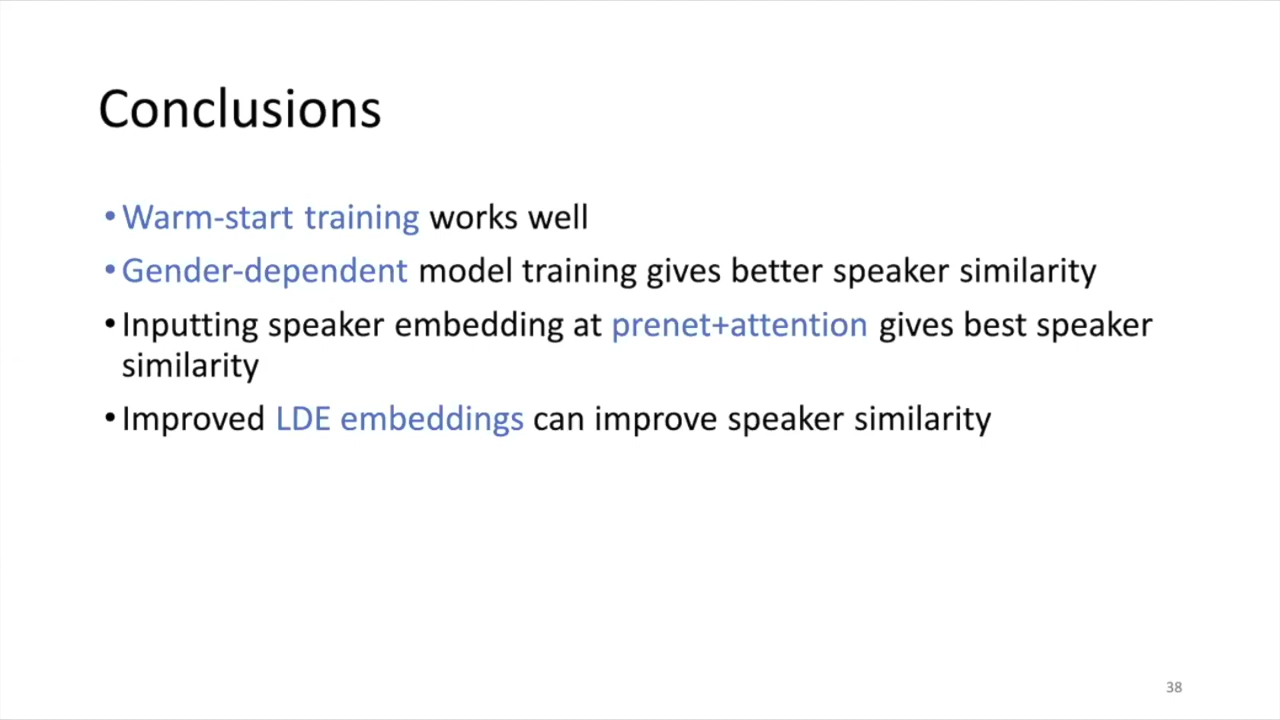 Conclusions
•Warm-start training works well
•Gender-dependent model training gives better speaker similarity
•Inputting speaker embedding at prenet+attention gives best speaker
similarity
•Improved LDE embeddings can improve speaker similarity
38